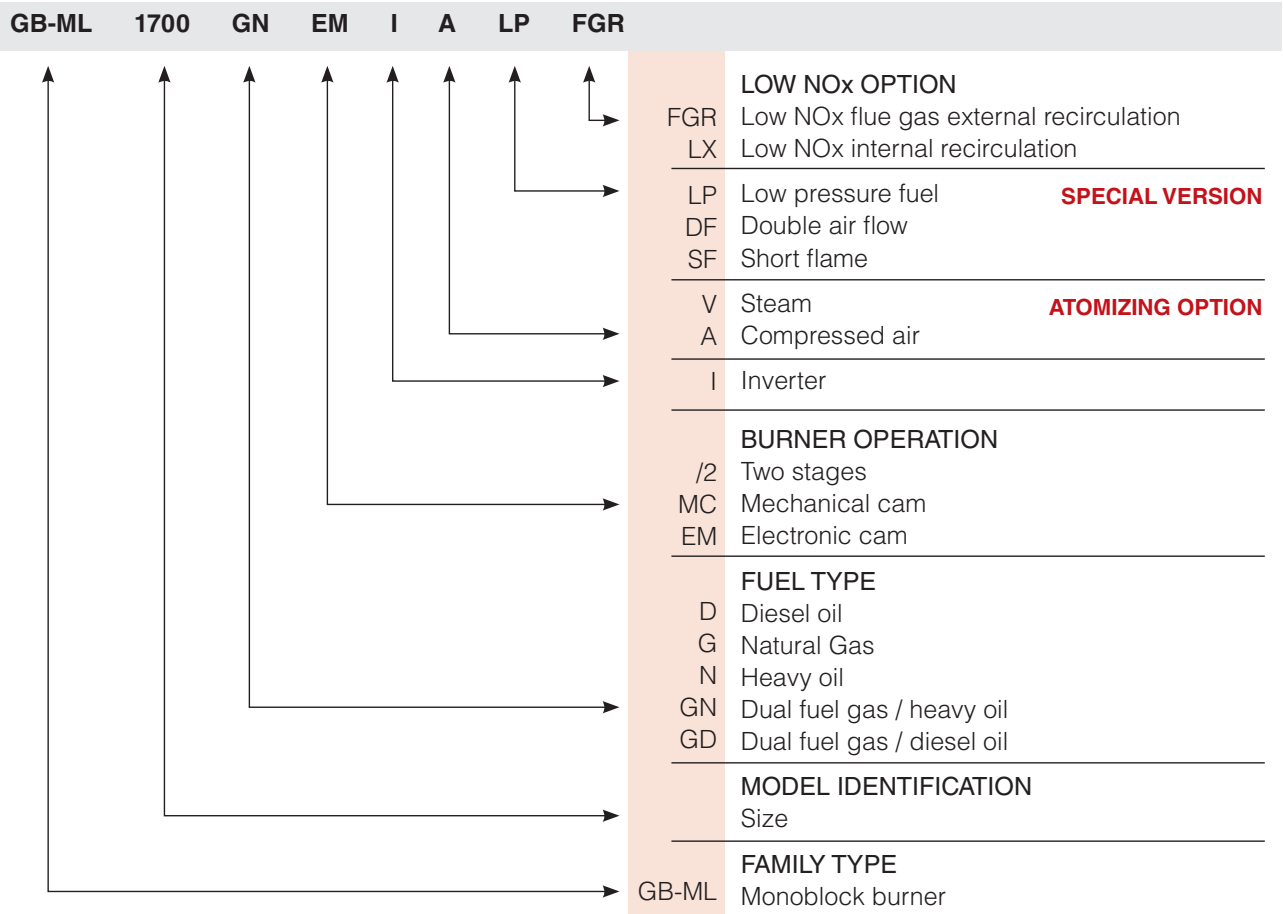 GB-ML 1700 GN EM I A LP FGR
LOW NOx OPTION
FGR Low NOx flue gas external recirculation
LX Low NOx internal recirculation
LP Low pressure fuel SPECIAL VERSION
DF Double air flow
SF Short flame
V Steam ATOMIZING OPTION
A Compressed air
I Inverter
BURNER OPERATION
/2 Two stages
MC Mechanical cam
EM Electronic cam
FUEL TYPE
D Diesel oil
G Natural Gas
N Heavy oil
GN Dual fuel gas / heavy oil
GD Dual fuel gas / diesel oil
MODEL IDENTIFICATION
Size
FAMILY TYPE
GB-ML Monoblock burner